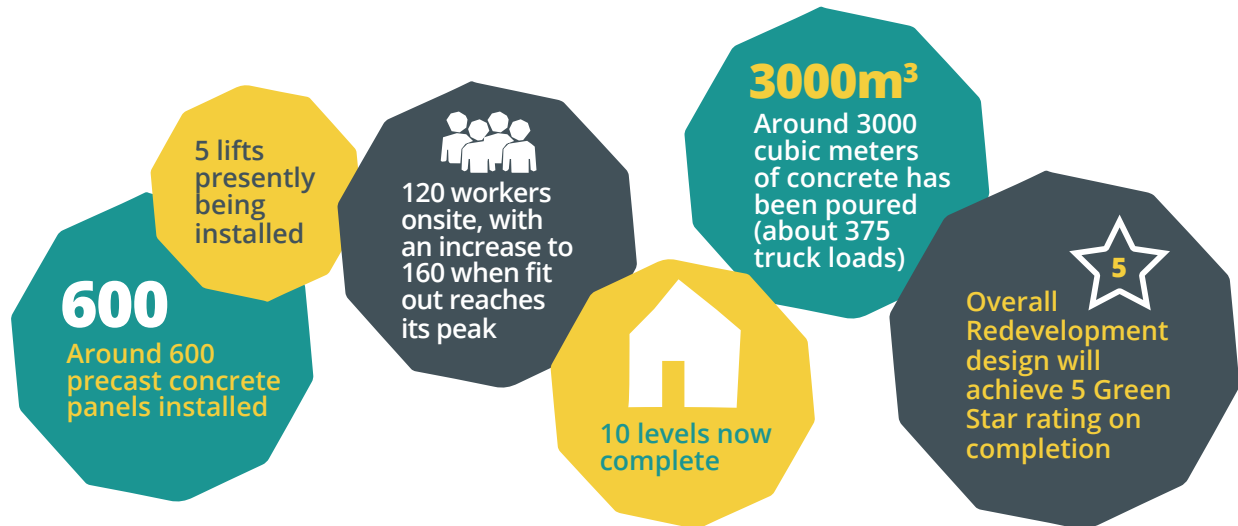 600
Around 600
precast concrete
panels installed
5 lifts
presently
being
installed
120 workers
onsite, with
an increase to
160 when fit
out reaches
its peak
10 levels now
complete
3000m³
Around 3000
cubic meters
of concrete has
been poured
(about 375
truck loads)
5
Overall
Redevelopment
design will
achieve 5 Green
Star rating on
completion